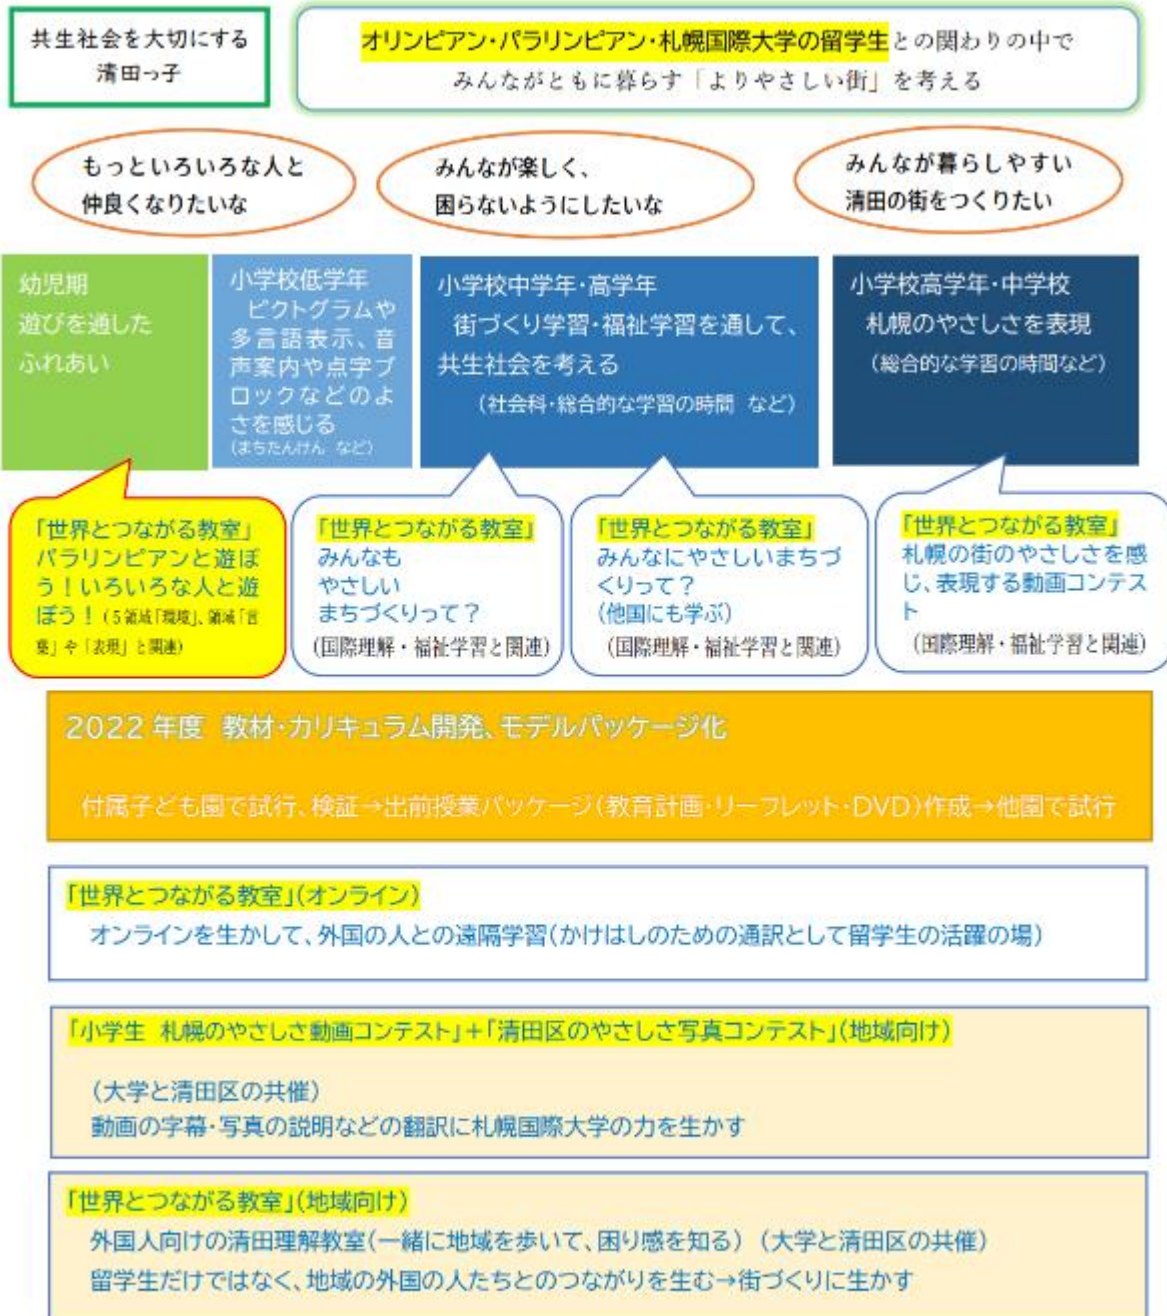 共生社会を大切にする
清田っ子
オリンピアン・パラリンピアン・札幌国際大学の留学生との関わりの中で
みんながともに暮らす「よりやさしい街」を考える
もっといろいろな人と
仲良くなりたいな
みんなが楽しく、
困らないようにしたいな
みんなが暮らしやすい
清田の街をつくりたい
幼児期
遊びを通した
ふれあい
小学校低学年
ピクトグラムや
多言語表示、音
声案内や点字ブ
ロックなどのよ
さを感じる
(まちたんけん など)
小学校中学年・高学年
街づくり学習・福祉学習を通して、
共生社会を考える
(社会科・総合的な学習の時間 など)
小学校高学年・中学校
札幌のやさしさを表現
(総合的な学習の時間など)
「世界とつながる教室」
パラリンピアンと遊ぼ
う!いろいろな人と遊
ぼう!(5領域「環境」、領域「言
葉」や「表現」と関連)
「世界とつながる教室」
みんなも
やさしい
まちづくりって?
(国際理解・福祉学習と関連)
「世界とつながる教室」
みんなにやさしいまちづ
くりって?
(他国にも学ぶ)
(国際理解・福祉学習と関連)
「世界とつながる教室」
札幌の街のやさしさを感
じ、表現する動画コンテス
ト
(国際理解・福祉学習と関連)
2022年度 教材・カリキュラム開発、モデルパッケージ化
付属子ども園で試行、検証→出前授業パッケージ(教育計画・リーフレット・DVD)作成→他園で試行
「世界とつながる教室」(オンライン)
オンラインを生かして、外国の人との遠隔学習(かけはしのための通訳として留学生の活躍の場)
「小学生 札幌のやさしさ動画コンテスト」+「清田区のやさしさ写真コンテスト」(地域向け)
(大学と清田区の共催)
動画の字幕・写真の説明などの翻訳に札幌国際大学の力を生かす
「世界とつながる教室」(地域向け)
外国人向けの清田理解教室(一緒に地域を歩いて、困り感を知る) (大学と清田区の共催)
留学生だけではなく、地域の外国の人たちとのつながりを生む→街づくりに生かす